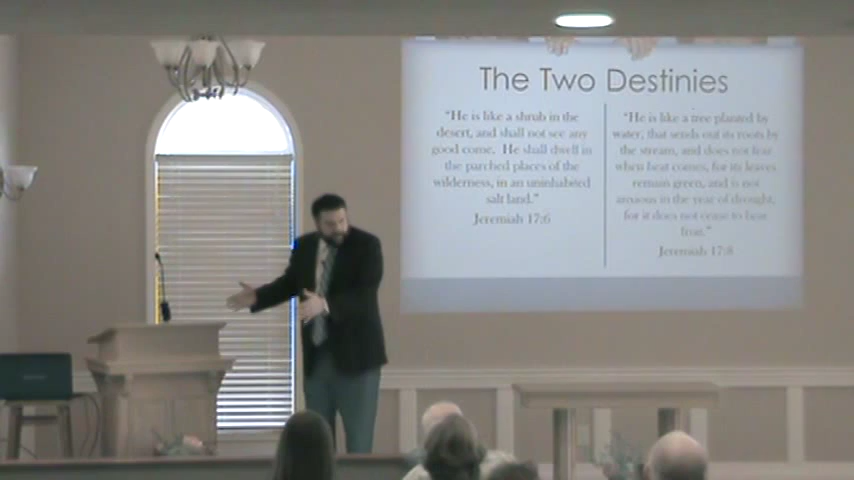 The Two Destinies
"He is like a shrub in the
desert, and shall not see any
good come. He shall dwell in
the parched places of the
wilderness, in an uninhabited
salt land."
Jeremiah 17:6
"He is like a tree planted by
water, that sends out its roots by
the stream, and does not fear
when heat comes, for its leaves
remain green, and is not
anxious in the year of drought,
for it does not cease to bear
fruit."
Jeremiah 17:8